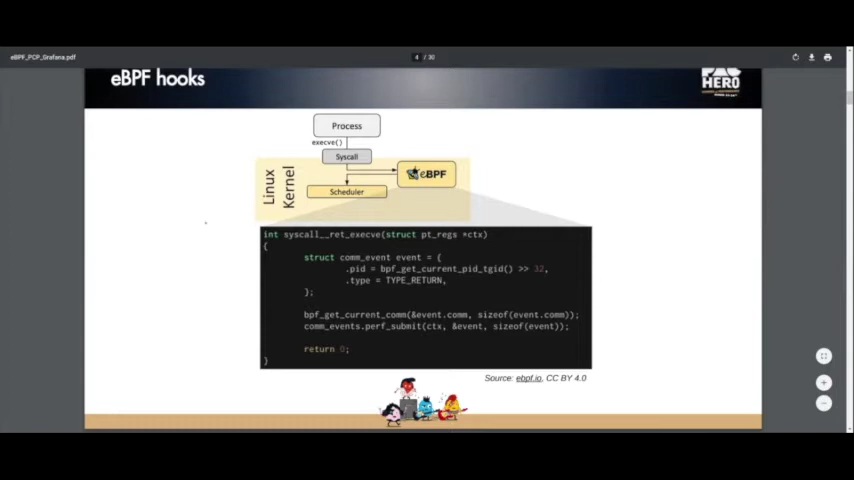 eBPF_PCP_Grafana.pdf
4 / 30
eBPF hooks
HERO
Process
execve()
Syscall
Linux
Kernel
eBPF
Scheduler
int syscall__ret_execve(struct pt_regs *ctx)
{
struct comm_event event = {
.pid = bpf_get_current_pid_tgid() >> 32,
.type = TYPE_RETURN,
};
bpf_get_current_comm(&event.comm, sizeof(event.comm));
comm_events.perf_submit(ctx, &event, sizeof(event));
return 0;
}
Source: ebpf.io, CC BY 4.0